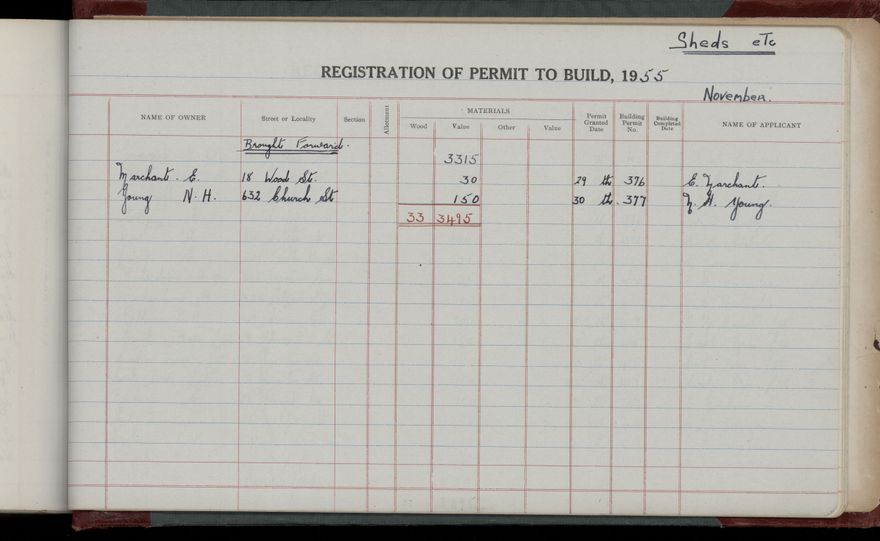 Sheds etc
REGISTRATION OF PERMIT TO BUILD, 1955
November.
NAME OF OWNER Street or Locality Section Allotment MATERIALS Wood Value Other Value Permit Granted Date Building Permit No. Building Completed Date NAME OF APPLICANT
Brought Forward. 3315
Marchant. E. 18 Wood St. 30 29 th 376 E. Marchant.
Young N. H. 632 Church St 150 30 th. 377 N. H. Young.
33 3495